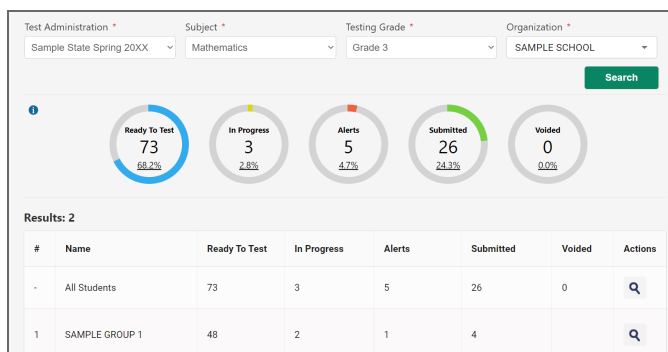 Test Administration * Subject * Testing Grade * Organization *
Sample State Spring 20XX Mathematics Grade 3 SAMPLE SCHOOL
Search
Ready To Test In Progress Alerts Submitted Voided
73 3 5 26 0
68.2% 2.8% 4.7% 24.3% 0.0%
Results: 2
# Name Ready To Test In Progress Alerts Submitted Voided Actions
- All Students 73 3 5 26 0
1 SAMPLE GROUP 1 48 2 1 4